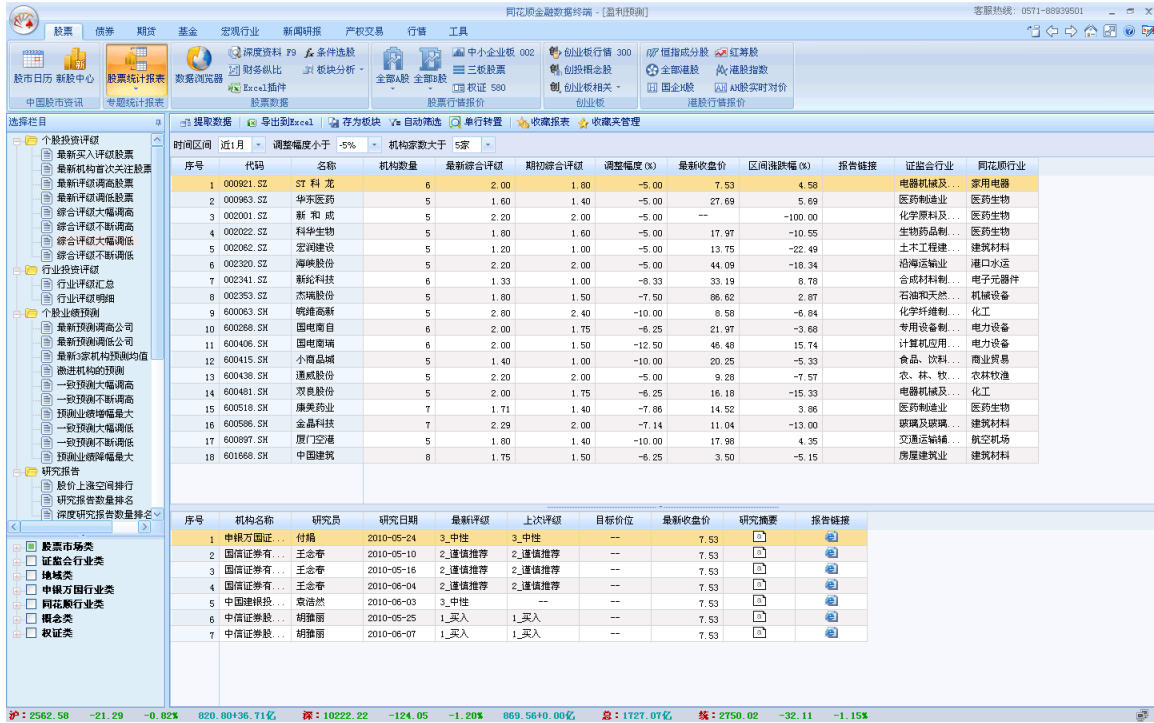 同花顺金融数据终端 - [盈利预测] 客服热线: 0571-88939501
股票 债券 期货 基金 宏观行业 新闻研报 产权交易 行情 工具
深度资料 F9 条件选股 中小企业板 002 创业板行情 300 恒指成分股 红筹股
股市日历 新股中心 股票统计报表 数据浏览器 财务纵比 板块分析 全部A股 全部B股 三板股票 创投概念股 全部港股 港股指数
Excel插件 权证 580 创业板相关 国企H股 AH股实时对价
中国股市资讯 专题统计报表 股票数据 股票行情报价 创业板 港股行情报价
选择栏目 提取数据 导出到Excel 存为板块 自动筛选 单行转置 收藏报表 收藏夹管理
时间区间 近1月 调整幅度小于 -5% 机构家数大于 5家
个股投资评级
最新买入评级股票
最新机构首次关注股票
最新评级调高股票
最新评级调低股票
综合评级大幅调高
综合评级不断调高
综合评级大幅调低
综合评级不断调低
行业投资评级
行业评级汇总
行业评级明细
个股业绩预测
最新预测调高公司
最新预测调低公司
最新3家机构预测均值
激进机构的预测
一致预测大幅调高
一致预测不断调高
预测业绩增幅最大
一致预测大幅调低
一致预测不断调低
预测业绩降幅最大
研究报告
股价上涨空间排行
研究报告数量排名
深度研究报告数量排名
股票市场类
证监会行业类
地域类
申银万国行业类
同花顺行业类
概念类
权证类
序号 代码 名称 机构数量 最新综合评级 期初综合评级 调整幅度(%) 最新收盘价 区间涨跌幅(%) 报告链接 证监会行业 同花顺行业
1 000921.SZ ST 科 龙 6 2.00 1.80 -5.00 7.53 4.58 电器机械及... 家用电器
2 000963.SZ 华东医药 5 1.60 1.40 -5.00 27.69 5.69 医药制造业 医药生物
3 002001.SZ 新 和 成 5 2.20 2.00 -5.00 -- -100.00 化学原料及... 医药生物
4 002022.SZ 科华生物 5 1.80 1.60 -5.00 17.97 -10.55 生物药品制... 医药生物
5 002062.SZ 宏润建设 5 1.20 1.00 -5.00 13.75 -22.49 土木工程建... 建筑材料
6 002320.SZ 海峡股份 5 2.20 2.00 -5.00 44.09 -18.34 沿海运输业 港口水运
7 002341.SZ 新纶科技 6 1.33 1.00 -8.33 33.19 8.78 合成材料制... 电子元器件
8 002353.SZ 杰瑞股份 5 1.80 1.50 -7.50 86.62 2.87 石油和天然... 机械设备
9 600063.SH 皖维高新 5 2.80 2.40 -10.00 8.58 -6.84 化学纤维制... 化工
10 600268.SH 国电南自 6 2.00 1.75 -6.25 21.97 -3.68 专用设备制... 电力设备
11 600406.SH 国电南瑞 6 2.00 1.50 -12.50 46.48 15.74 计算机应用... 电力设备
12 600415.SH 小商品城 5 1.40 1.00 -10.00 20.25 -5.33 食品、饮料... 商业贸易
13 600438.SH 通威股份 5 2.20 2.00 -5.00 9.28 -7.57 农、林、牧... 农林牧渔
14 600481.SH 双良股份 5 2.00 1.75 -6.25 16.18 -15.33 电器机械及... 化工
15 600518.SH 康美药业 7 1.71 1.40 -7.86 14.52 3.86 医药制造业 医药生物
16 600586.SH 金晶科技 7 2.29 2.00 -7.14 11.04 -13.00 玻璃及玻璃... 建筑材料
17 600897.SH 厦门空港 5 1.80 1.40 -10.00 17.98 4.35 交通运输辅... 航空机场
18 601668.SH 中国建筑 8 1.75 1.50 -6.25 3.50 -5.15 房屋建筑业 建筑材料
序号 机构名称 研究员 研究日期 最新评级 上次评级 目标价位 最新收盘价 研究摘要 报告链接
1 申银万国证... 付娟 2010-05-24 3_中性 3_中性 -- 7.53
2 国信证券有... 王念春 2010-05-10 2_谨慎推荐 2_谨慎推荐 -- 7.53
3 国信证券有... 王念春 2010-05-16 2_谨慎推荐 2_谨慎推荐 -- 7.53
4 国信证券有... 王念春 2010-06-04 2_谨慎推荐 2_谨慎推荐 -- 7.53
5 中国建银投... 袁浩然 2010-06-03 3_中性 -- -- 7.53
6 中信证券股... 胡雅丽 2010-05-25 1_买入 1_买入 -- 7.53
7 中信证券股... 胡雅丽 2010-06-07 1_买入 1_买入 -- 7.53
沪:2562.58 -21.29 -0.82% 820.80+36.71亿 深:10222.22 -124.05 -1.20% 869.56+0.00亿 总:1727.07亿 统:2750.02 -32.11 -1.15%